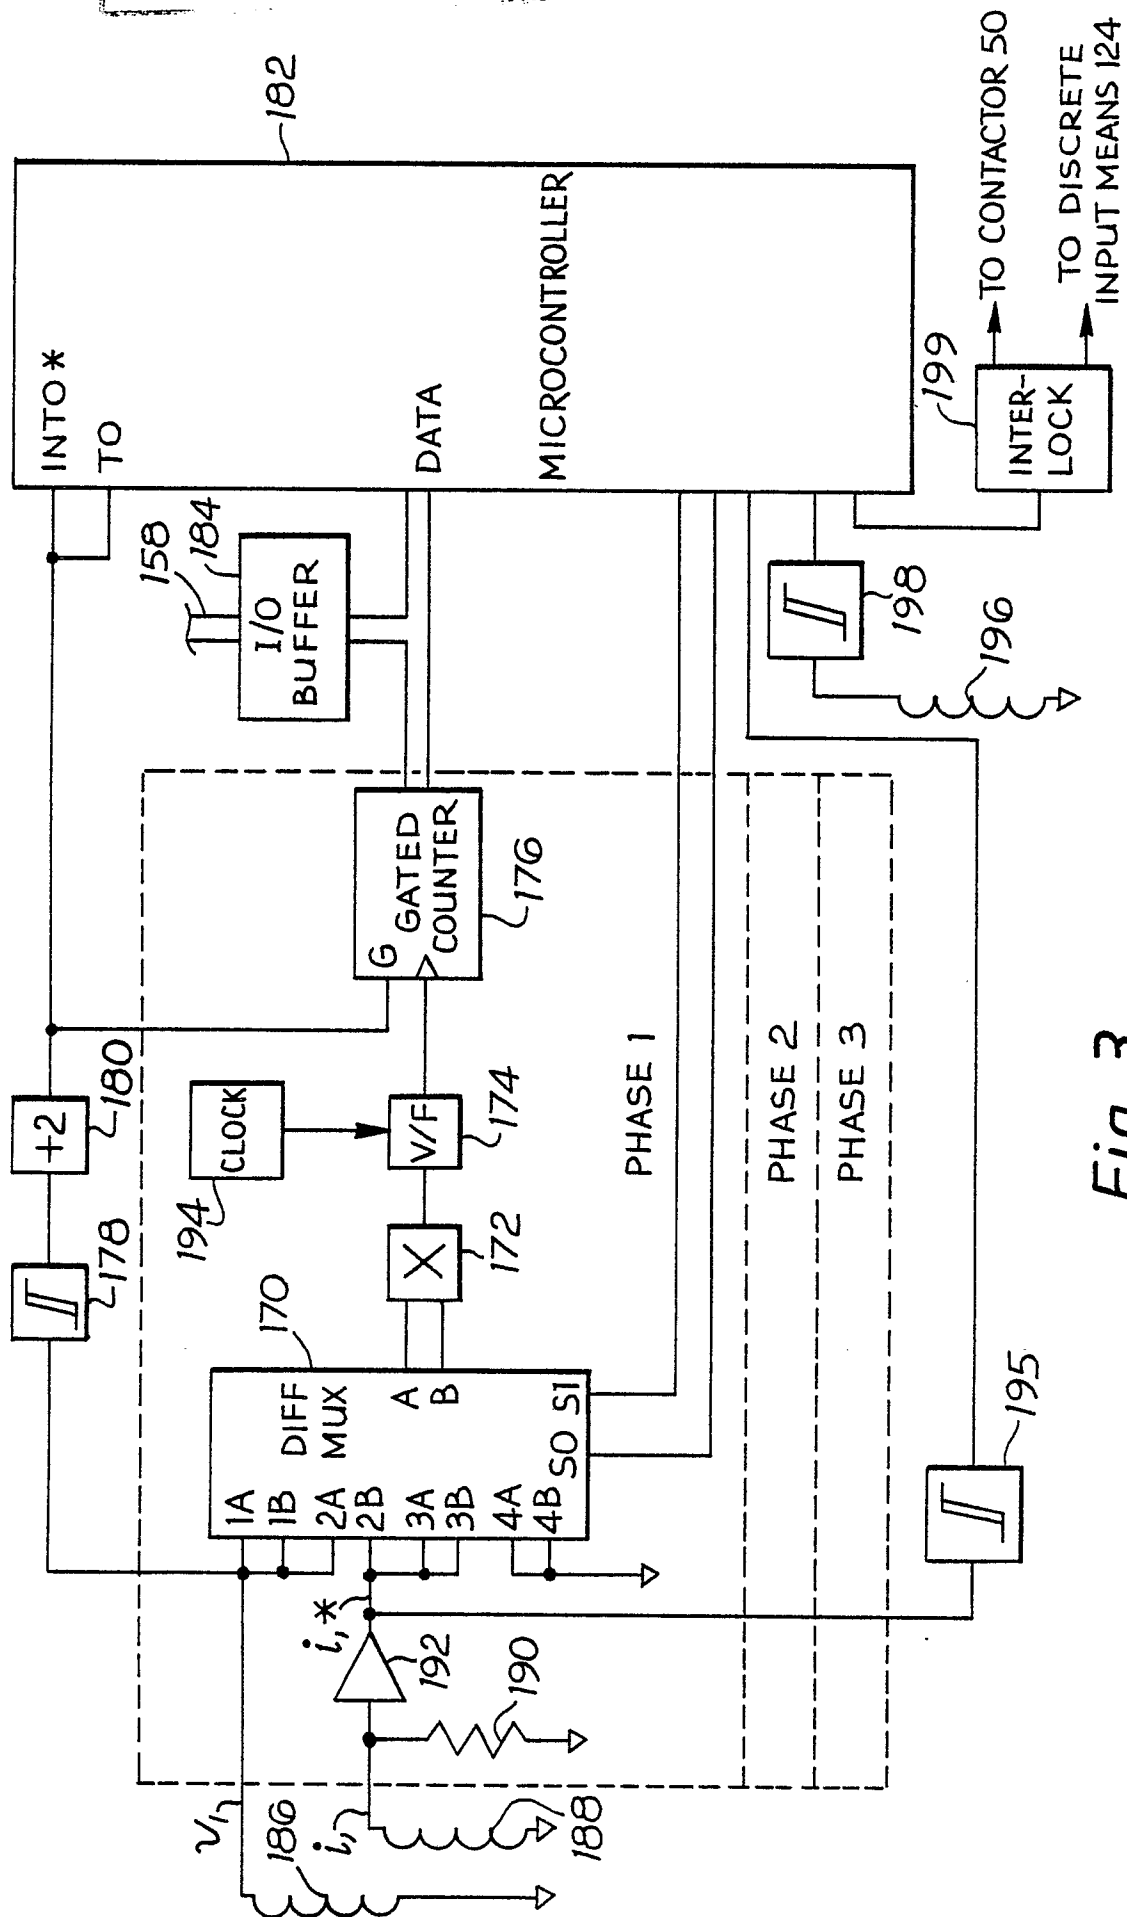 182
INTO*
TO
DATA
MICROCONTROLLER
TO CONTACTOR 50
TO DISCRETE
INPUT MEANS 124
199
INTER-
LOCK
158
184
I/O
BUFFER
198
196
+2
180
178
CLOCK
194
V/F
174
X
172
G
GATED
COUNTER
176
170
DIFF
MUX
A
B
1A
1B
2A
2B
3A
3B
4A
4B
S0 S1
PHASE 1
PHASE 2
PHASE 3
195
v1
186
i1
188
190
i1*
192
Fig. 3